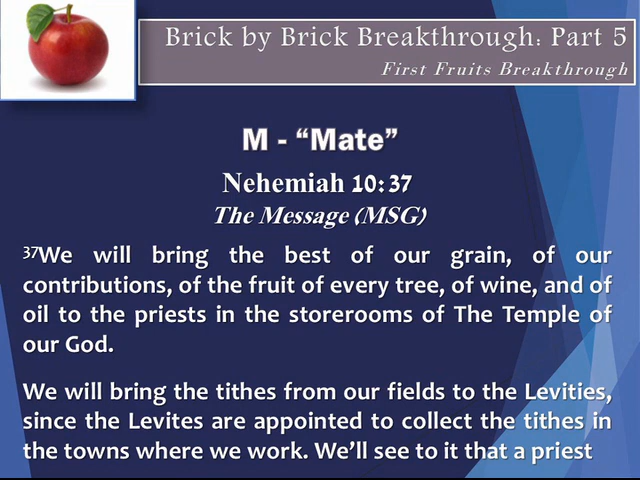 Brick by Brick Breakthrough: Part 5
First Fruits Breakthrough
M - “Mate”
Nehemiah 10:37
The Message (MSG)
37We will bring the best of our grain, of our
contributions, of the fruit of every tree, of wine, and of
oil to the priests in the storerooms of The Temple of
our God.
We will bring the tithes from our fields to the Levities,
since the Levites are appointed to collect the tithes in
the towns where we work. We’ll see to it that a priest